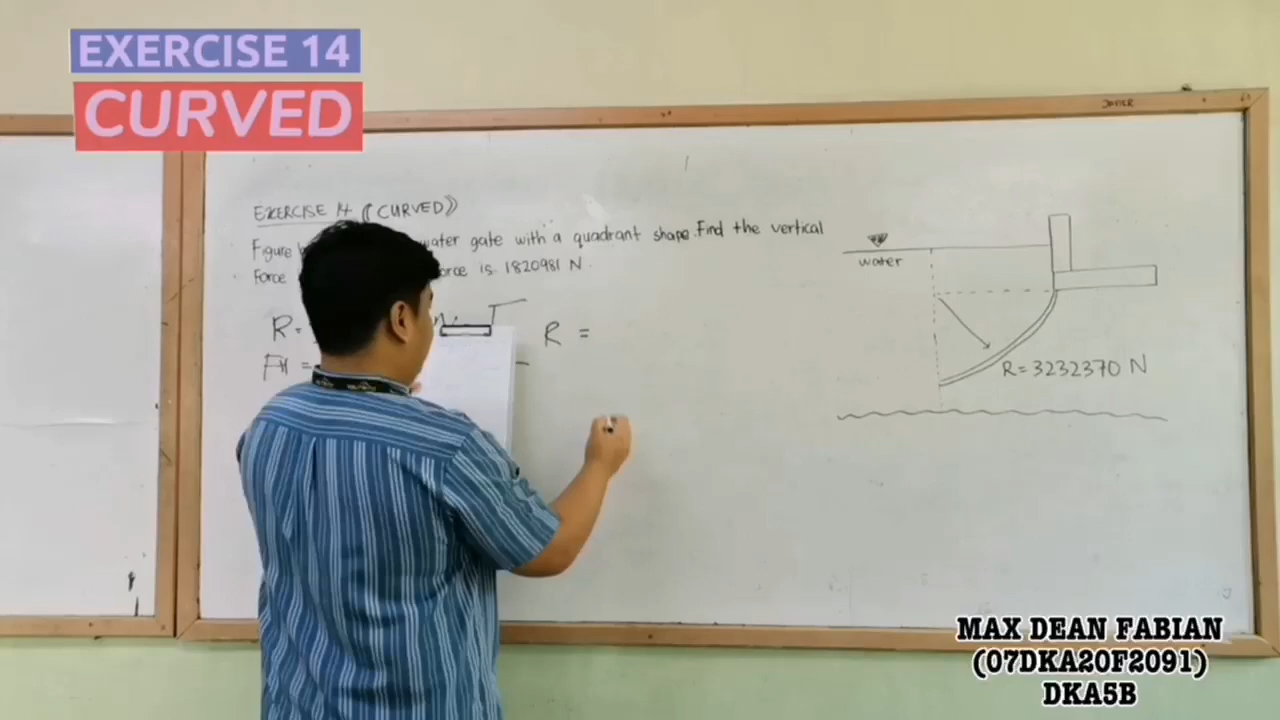 EXERCISE 14
CURVED
JAVIER
EXERCISE 14 (CURVED)
Figure water gate with a quadrant shape. Find the vertical
Force is 1820981 N
R= R =
FH =
water
R= 3232370 N
MAX DEAN FABIAN
(07DKA20F2091)
DKA5B